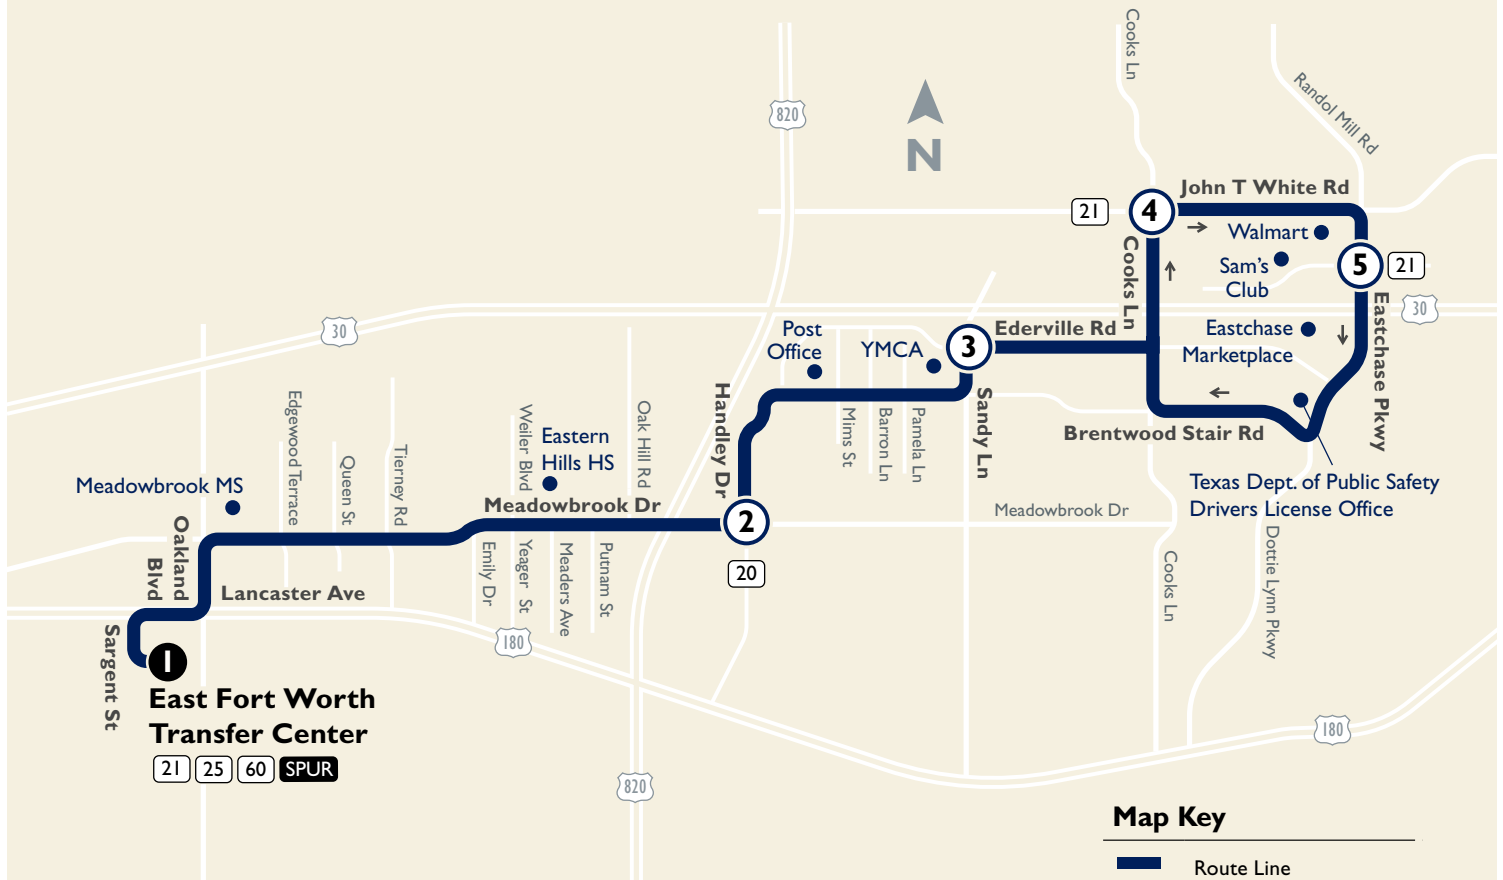 Cooks Ln
Randol Mill Rd
820
N
John T White Rd
21
4
Walmart
Cooks Ln
Sam's
Club
5
21
30
30
Eastchase Pkwy
Ederville Rd
Eastchase
Marketplace
Post
Office
YMCA
3
Handley Dr
Sandy Ln
Mims St
Barron Ln
Pamela Ln
Brentwood Stair Rd
Edgewood Terrace
Queen St
Tierney Rd
Weiler Blvd
Eastern
Hills HS
Oak Hill Rd
Meadowbrook MS
Meadowbrook Dr
2
Meadowbrook Dr
Texas Dept. of Public Safety
Drivers License Office
Oakland
Blvd
Lancaster Ave
Emily Dr
Yeager St
Meaders Ave
Putnam St
20
Cooks Ln
Dottie Lynn Pkwy
Sargent St
180
1
East Fort Worth
Transfer Center
21 25 60 SPUR
180
820
Map Key
Route Line